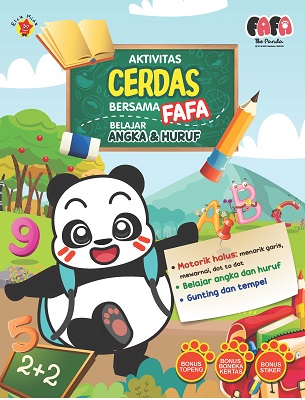 FAFA
The Panda
AKTIVITAS
CERDAS
BERSAMA FAFA
BELAJAR
ANGKA & HURUF
A B C
9
• Motorik halus: menarik garis,
mewarnai, dot to dot
• Belajar angka dan huruf
• Gunting dan tempel
5
2+2
BONUS
TOPENG
BONUS
BONEKA
KERTAS
BONUS
STIKER